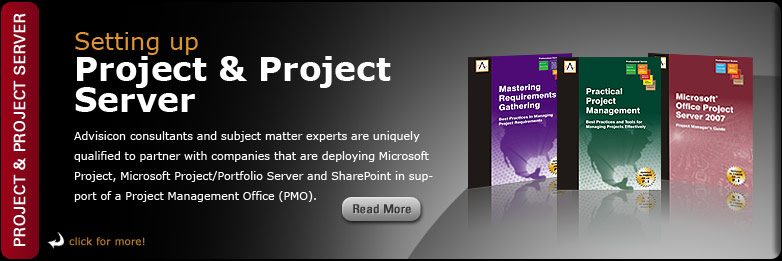 PROJECT & PROJECT SERVER
Setting up
Project & Project
Server
Advisicon consultants and subject matter experts are uniquely
qualified to partner with companies that are deploying Microsoft
Project, Microsoft Project/Portfolio Server and SharePoint in sup-
port of a Project Management Office (PMO).
Read More
click for more!
Mastering
Requirements
Gathering
Best Practices in Managing
Project Requirements
Practical
Project
Management
Best Practices and Tools for
Managing Projects Effectively
Microsoft®
Office Project
Server 2007
Project Manager's Guide